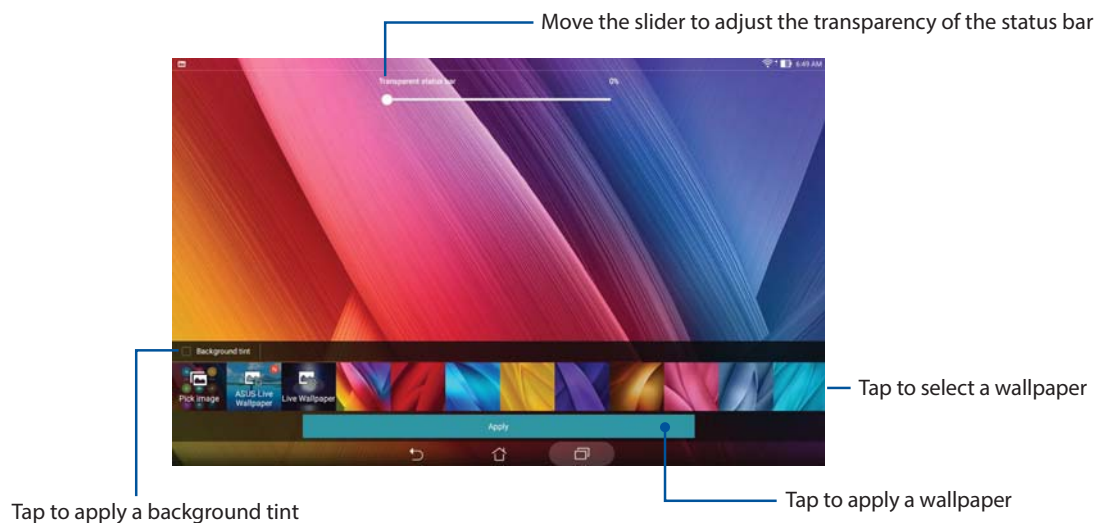 Move the slider to adjust the transparency of the status bar
6:49 AM
Transparent status bar 0%
Background tint
Pick image
ASUS Live
Wallpaper
Live Wallpaper
Tap to select a wallpaper
Apply
Tap to apply a wallpaper
Tap to apply a background tint